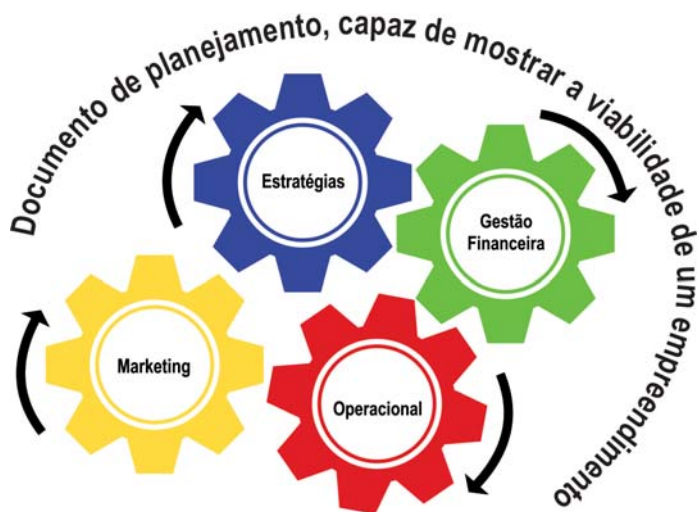 Documento de planejamento, capaz de mostrar a viabilidade de um empreendimento
Estratégias
Gestão
Financeira
Marketing
Operacional